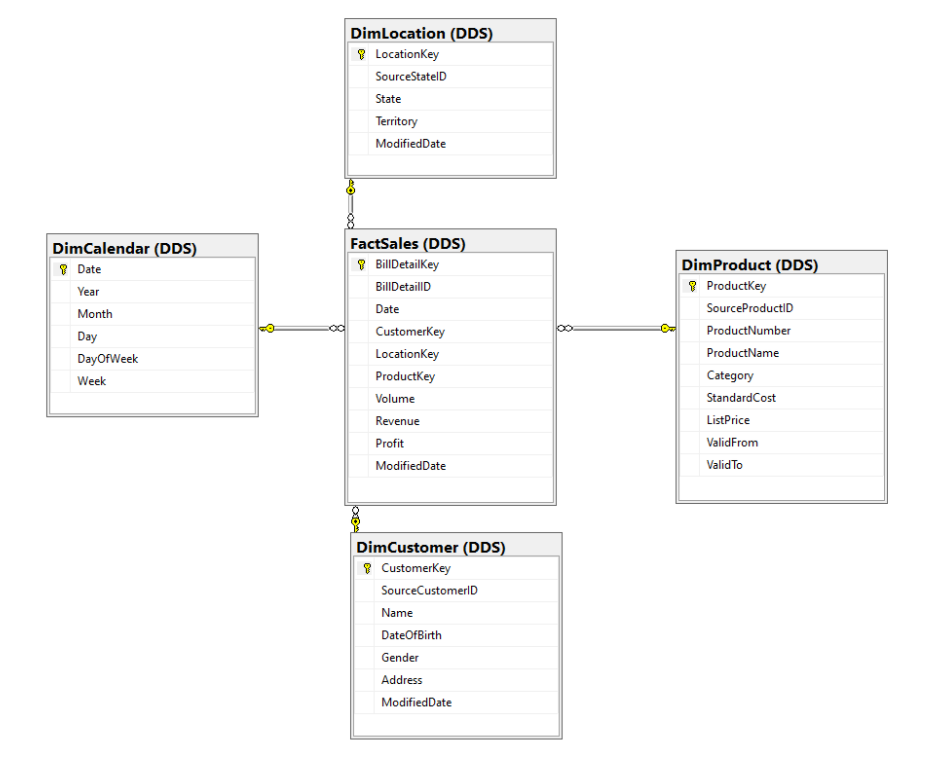 DimLocation (DDS)
LocationKey
SourceStateID
State
Territory
ModifiedDate
DimCalendar (DDS)
Date
Year
Month
Day
DayOfWeek
Week
FactSales (DDS)
BillDetailKey
BillDetailID
Date
CustomerKey
LocationKey
ProductKey
Volume
Revenue
Profit
ModifiedDate
DimProduct (DDS)
ProductKey
SourceProductID
ProductNumber
ProductName
Category
StandardCost
ListPrice
ValidFrom
ValidTo
DimCustomer (DDS)
CustomerKey
SourceCustomerID
Name
DateOfBirth
Gender
Address
ModifiedDate